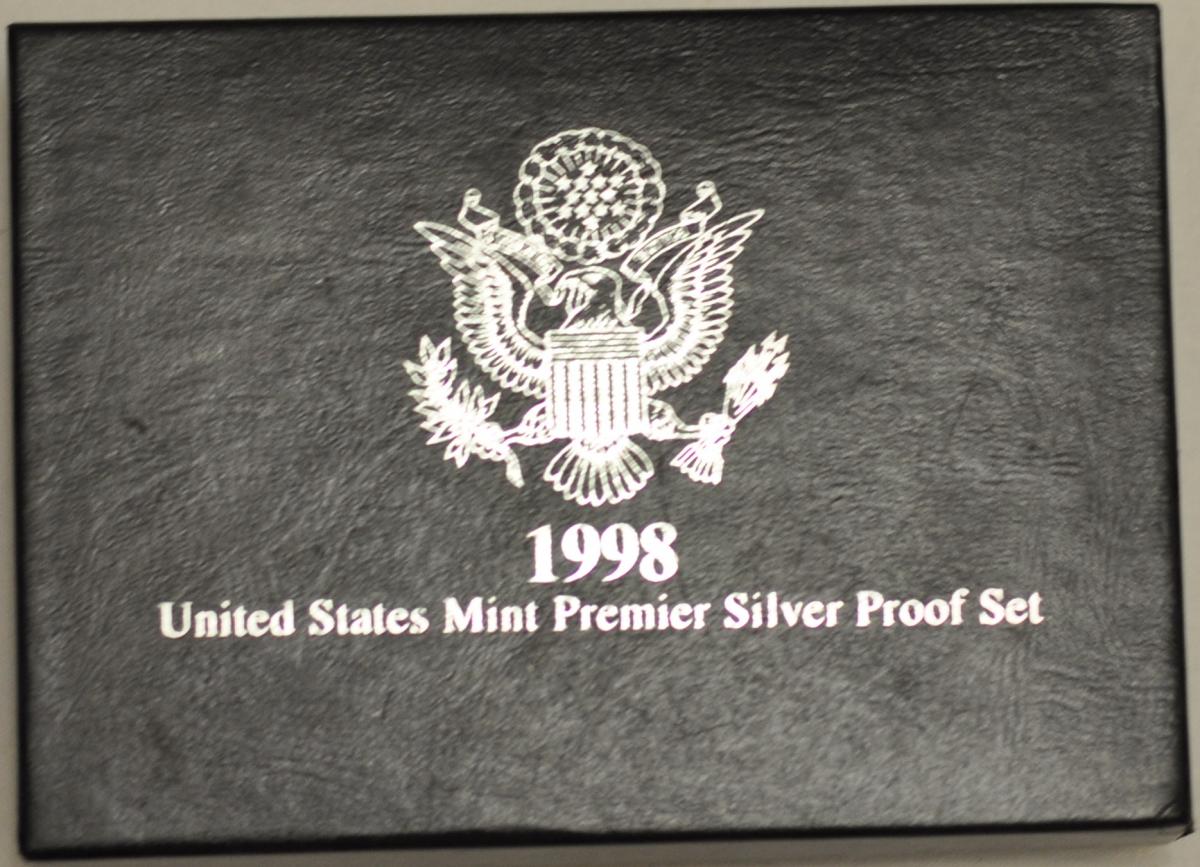 1998
United States Mint Premier Silver Proof Set